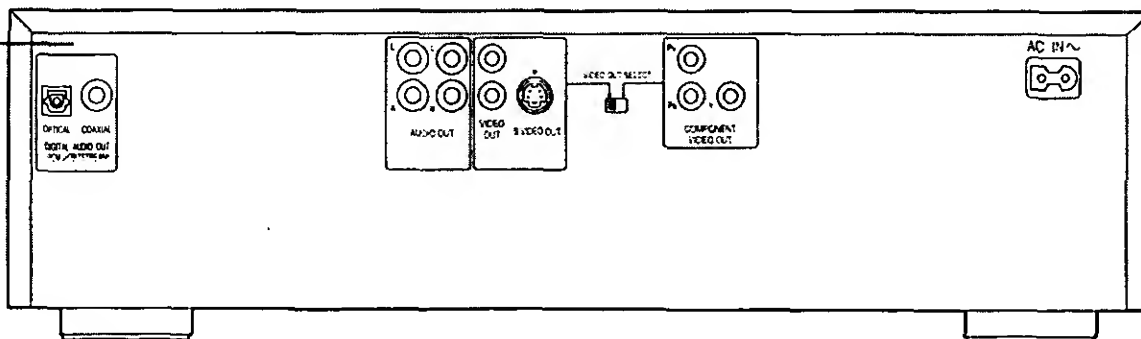 OPTICAL COAXIAL
DIGITAL AUDIO OUT
L L
R R
AUDIO OUT
VIDEO
OUT
S VIDEO OUT
VIDEO OUT SELECT
COMPONENT
VIDEO OUT
AC IN ~